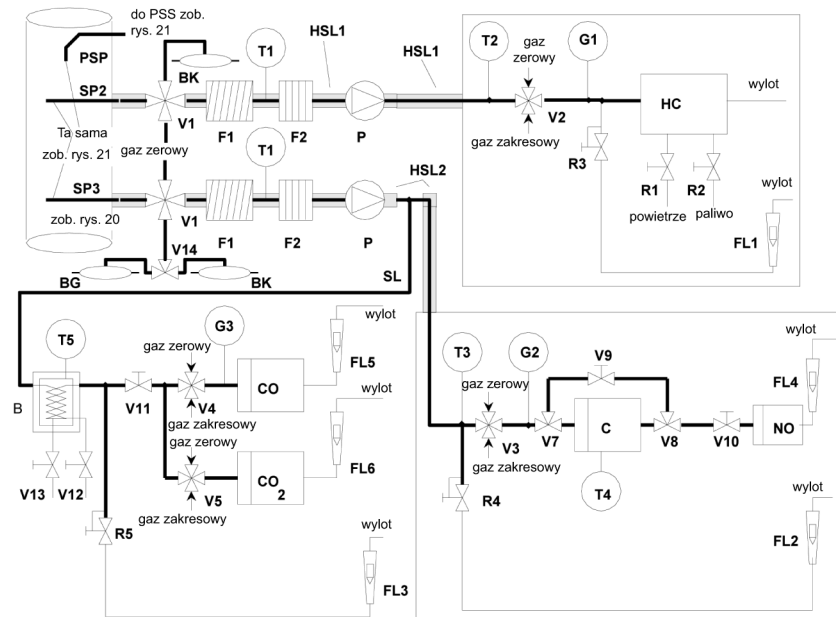 do PSS zob.
rys. 21
PSP
SP2
BK
T1
HSL1
HSL1
T2
gaz
zerowy
G1
HC
wylot
V1
F1
F2
P
V2
gaz zakresowy
R3
R1
R2
powietrze
paliwo
wylot
FL1
Ta sama
zob. rys. 21
gaz zerowy
T1
HSL2
SP3
zob. rys. 20
V1
F1
F2
P
V14
BG
BK
SL
wylot
T5
G3
gaz zerowy
FL5
B
V11
V4
CO
gaz zakresowy
wylot
gaz zerowy
V13
V12
V5
CO2
FL6
gaz zakresowy
R5
wylot
FL3
T3
G2
V9
wylot
FL4
gaz zerowy
V3
V7
C
V8
V10
NO
gaz zakresowy
T4
R4
wylot
FL2